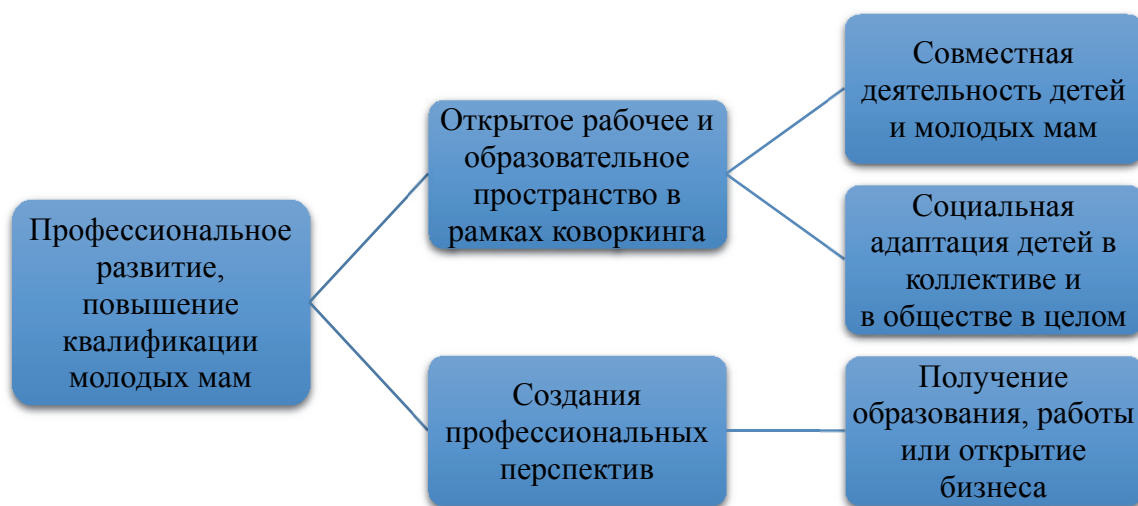 Профессиональное
развитие,
повышение
квалификации
молодых мам
Открытое рабочее и
образовательное
пространство в
рамках коворкинга
Создания
профессиональных
перспектив
Совместная
деятельность детей
и молодых мам
Социальная
адаптация детей в
коллективе и
в обществе в целом
Получение
образования, работы
или открытие
бизнеса